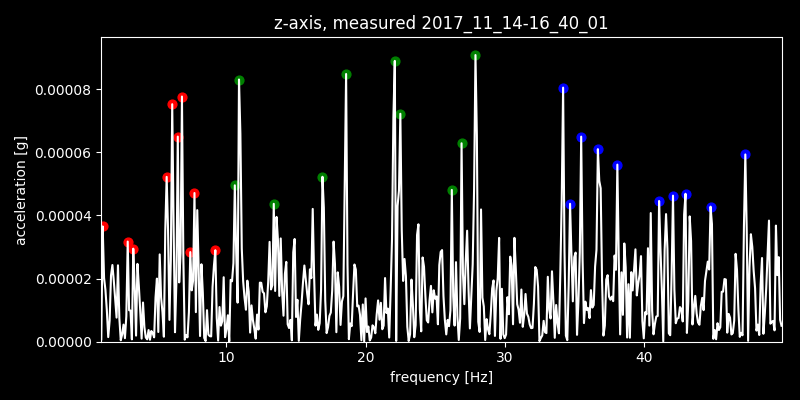 z-axis, measured 2017_11_14-16_40_01
acceleration [g]
0.00008
0.00006
0.00004
0.00002
0.00000
10 20 30 40
frequency [Hz]